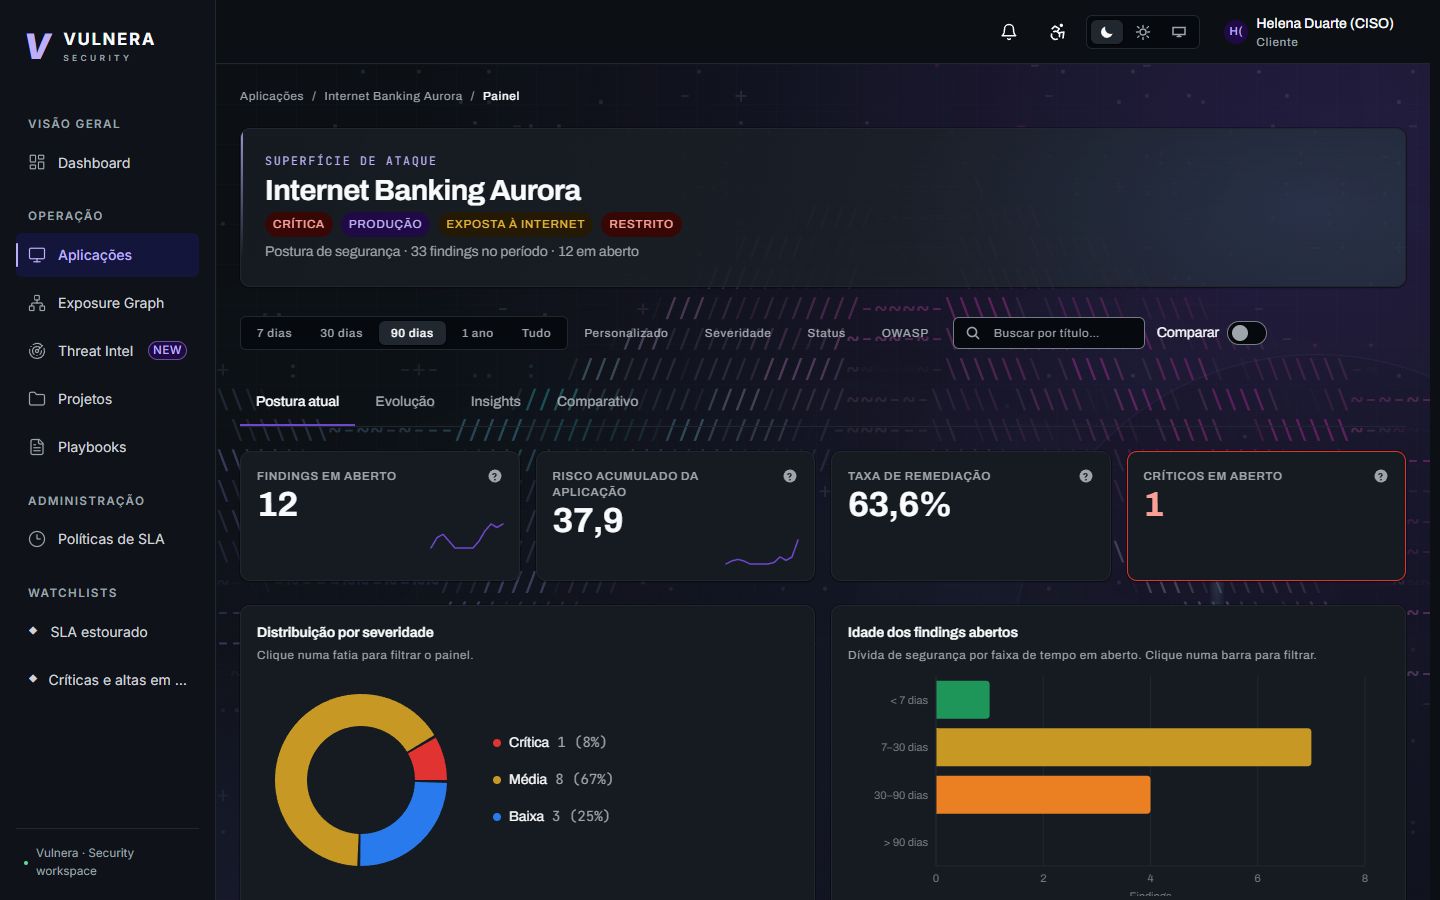 VULNERA
SECURITY
Helena Duarte (CISO)
H(
Cliente
Aplicações / Internet Banking Aurora / Painel
VISÃO GERAL
Dashboard
OPERAÇÃO
Aplicações
Exposure Graph
Threat Intel NEW
Projetos
Playbooks
ADMINISTRAÇÃO
Políticas de SLA
WATCHLISTS
SLA estourado
Críticas e altas em ...
Vulnera · Security
workspace
SUPERFÍCIE DE ATAQUE
Internet Banking Aurora
CRÍTICA PRODUÇÃO EXPOSTA À INTERNET RESTRITO
Postura de segurança · 33 findings no período · 12 em aberto
7 dias 30 dias 90 dias 1 ano Tudo Personalizado Severidade Status OWASP Buscar por título... Comparar
Postura atual Evolução Insights Comparativo
FINDINGS EM ABERTO ?
12
RISCO ACUMULADO DA ?
APLICAÇÃO
37,9
TAXA DE REMEDIAÇÃO ?
63,6%
CRÍTICOS EM ABERTO ?
1
Distribuição por severidade
Clique numa fatia para filtrar o painel.
Crítica 1 (8%)
Média 8 (67%)
Baixa 3 (25%)
Idade dos findings abertos
Dívida de segurança por faixa de tempo em aberto. Clique numa barra para filtrar.
< 7 dias
7–30 dias
30–90 dias
> 90 dias
0 2 4 6 8
Findings